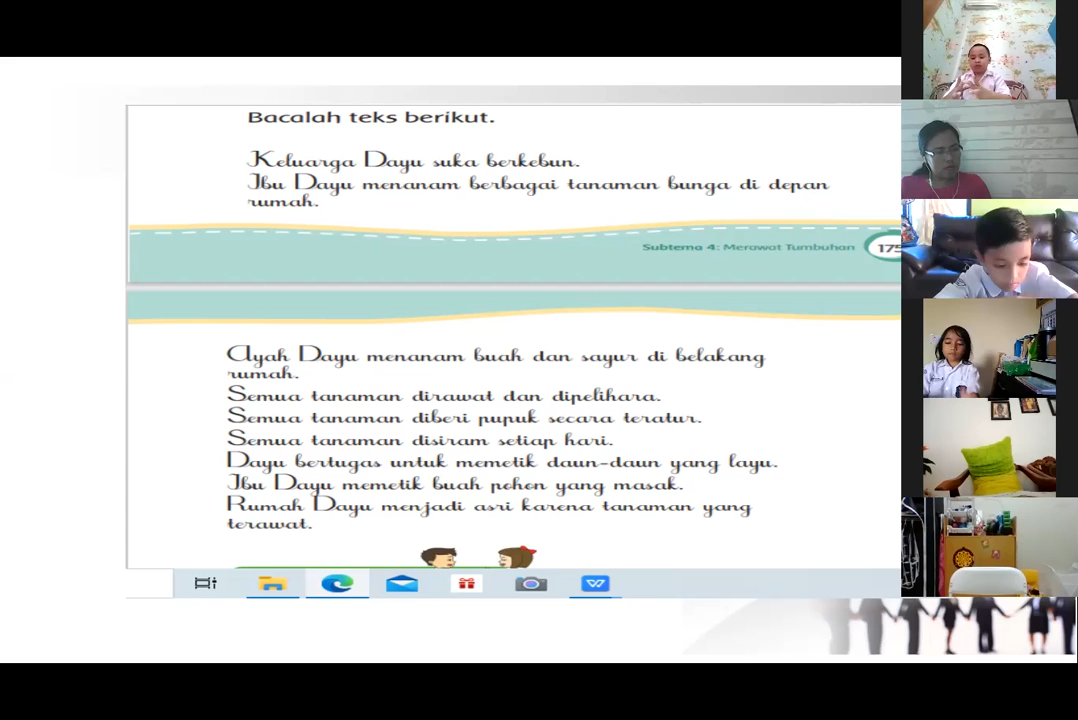 Bacalah teks berikut.
Keluarga Dayu suka berkebun.
Ibu Dayu menanam berbagai tanaman bunga di depan
rumah.
Subtema 4: Merawat Tumbuhan 175
Ayah Dayu menanam buah dan sayur di belakang
rumah.
Semua tanaman dirawat dan dipelihara.
Semua tanaman diberi pupuk secara teratur.
Semua tanaman disiram setiap hari.
Dayu bertugas untuk memetik daun-daun yang layu.
Ibu Dayu memetik buah pohon yang masak.
Rumah Dayu menjadi asri karena tanaman yang
terawat.